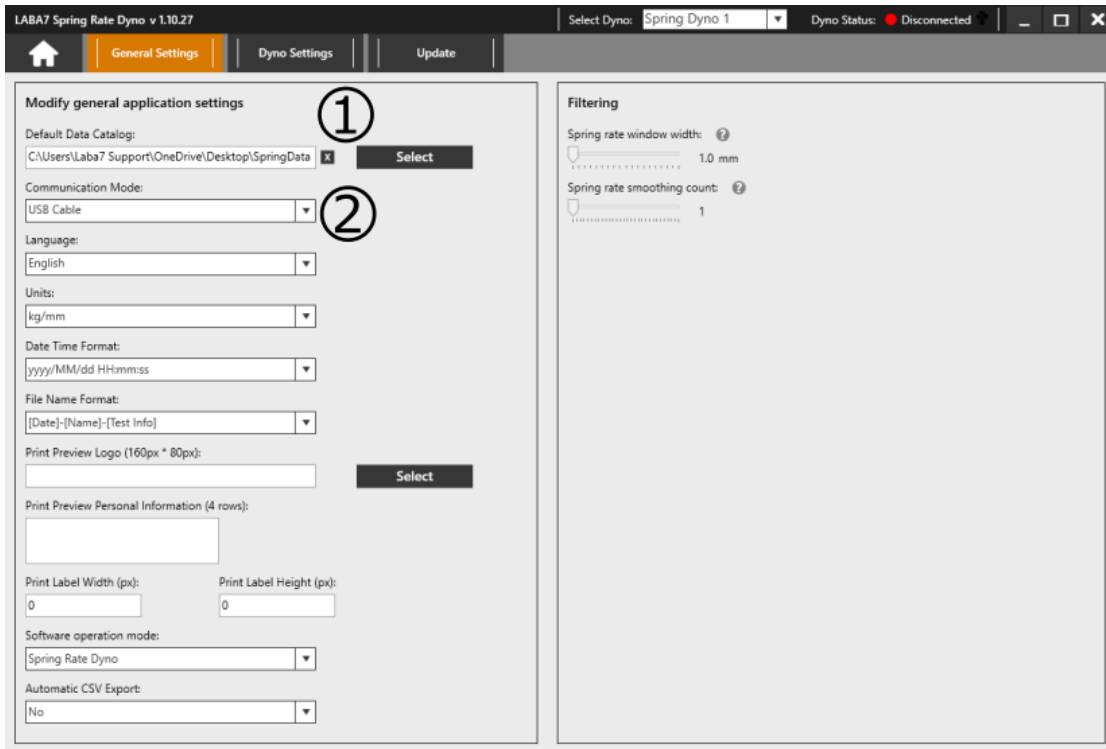 LABA7 Spring Rate Dyno v 1.10.27
Select Dyno: Spring Dyno 1
Dyno Status: Disconnected
General Settings
Dyno Settings
Update
Modify general application settings
①
Default Data Catalog:
C:\Users\Laba7 Support\OneDrive\Desktop\SpringData
X
Select
Communication Mode:
USB Cable
②
Language:
English
Units:
kg/mm
Date Time Format:
yyyy/MM/dd HH:mm:ss
File Name Format:
[Date]-[Name]-[Test Info]
Print Preview Logo (160px * 80px):
Select
Print Preview Personal Information (4 rows):
Print Label Width (px): Print Label Height (px):
0 0
Software operation mode:
Spring Rate Dyno
Automatic CSV Export:
No
Filtering
Spring rate window width: ?
1.0 mm
Spring rate smoothing count: ?
1